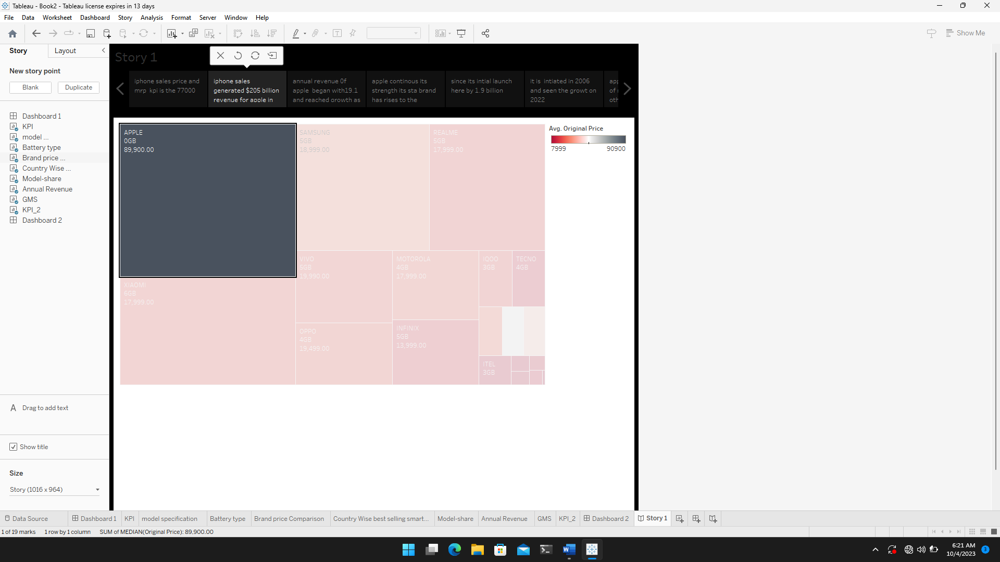 Tableau - Book2 - Tableau license expires in 13 days
File Data Worksheet Dashboard Story Analysis Format Server Window Help
Show Me
Story Layout
New story point
Blank Duplicate
Dashboard 1
KPI
model ...
Battery type
Brand price ...
Country Wise ...
Model-share
Annual Revenue
GMS
KPI_2
Dashboard 2
A Drag to add text
Show title
Size
Story (1016 x 964)
Story 1
iphone sales price and
mrp kpi is the 77000
iphone sales
generated $205 billion
revenue for apple in
annual revenue 0f
apple began with19.1
and reached growth as
apple continous its
strength its sta brand
has rises to the
since its intial launch
here by 1.9 billion
it is intiated in 2006
and seen the growt on
2022
app
of
oth
APPLE
0GB
89,900.00
SAMSUNG
5GB
18,999.00
REALME
5GB
17,999.00
XIAOMI
6GB
17,999.00
VIVO
5GB
19,990.00
OPPO
4GB
19,499.00
MOTOROLA
4GB
17,999.00
INFINIX
5GB
13,999.00
IQOO
3GB
TECNO
4GB
ITEL
3GB
Avg. Original Price
7999 90900
Data Source Dashboard 1 KPI model specification Battery type Brand price Comparison Country Wise best selling smart... Model-share Annual Revenue GMS KPI_2 Dashboard 2 Story 1
1 of 19 marks 1 row by 1 column SUM of MEDIAN(Original Price): 89,900.00
6:21 AM
10/4/2023
3